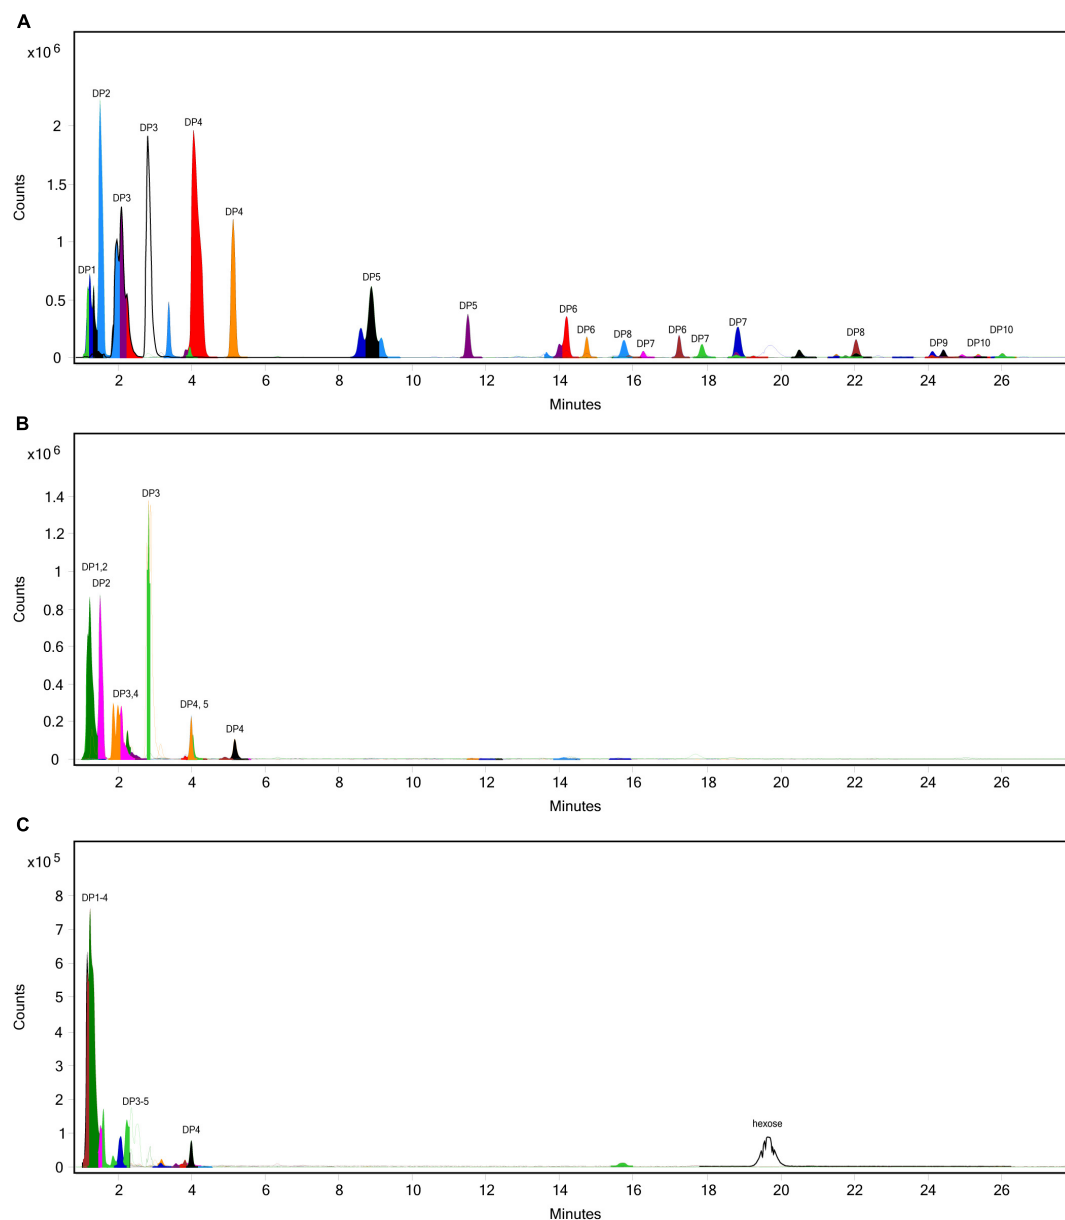 A
x10 6
DP2
DP3
DP4
DP3
DP4
DP1
DP5
DP5
DP6
DP6
DP8
DP7
DP6
DP7
DP7
DP8
DP9
DP10
DP10
2
1.5
1
0.5
0
Counts
2 4 6 8 10 12 14 16 18 20 22 24 26
Minutes
B
x10 6
DP3
DP1,2
DP2
DP3,4
DP4, 5
DP4
1.4
1.2
1
0.8
0.6
0.4
0.2
0
Counts
2 4 6 8 10 12 14 16 18 20 22 24 26
Minutes
C
x10 5
DP1-4
DP3-5
DP4
hexose
8
7
6
5
4
3
2
1
0
Counts
2 4 6 8 10 12 14 16 18 20 22 24 26
Minutes